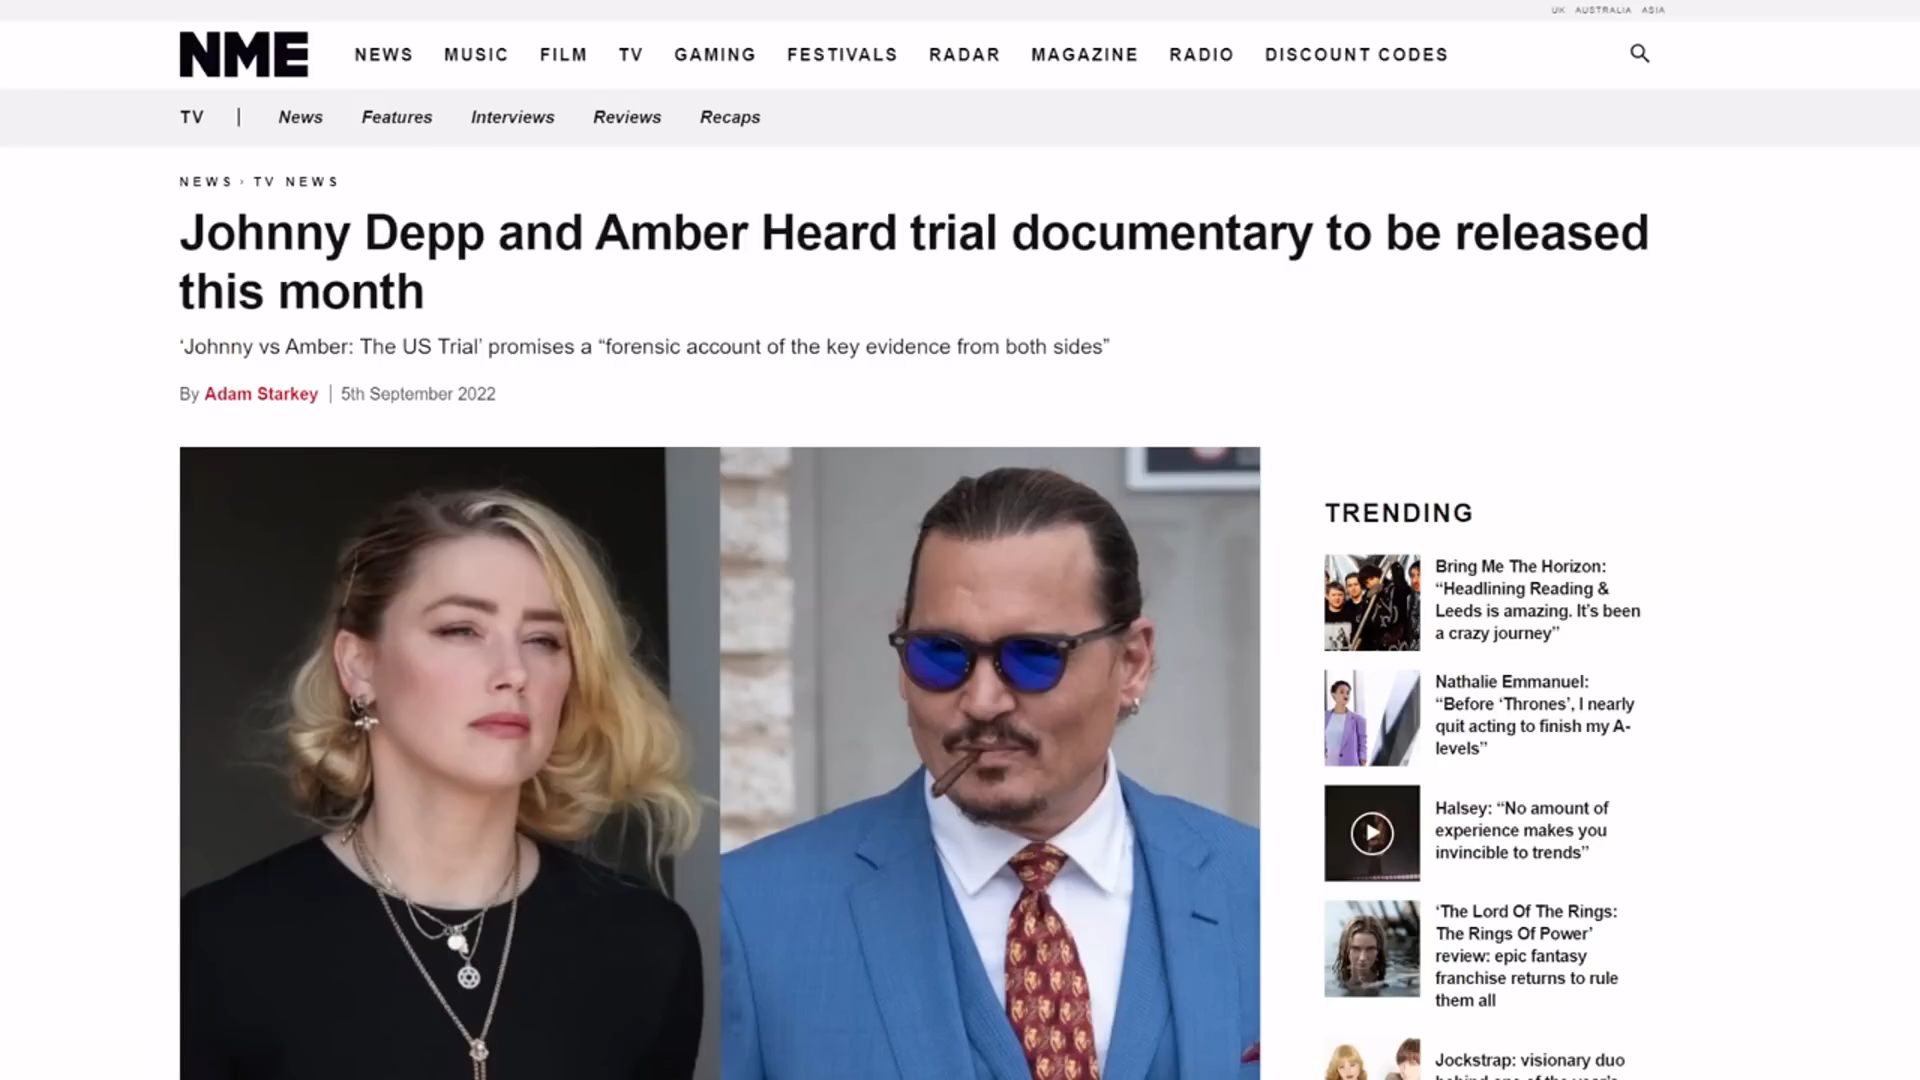 UK AUSTRALIA ASIA
NME NEWS MUSIC FILM TV GAMING FESTIVALS RADAR MAGAZINE RADIO DISCOUNT CODES
TV | News Features Interviews Reviews Recaps
NEWS › TV NEWS
Johnny Depp and Amber Heard trial documentary to be released
this month
‘Johnny vs Amber: The US Trial’ promises a “forensic account of the key evidence from both sides”
By Adam Starkey | 5th September 2022
TRENDING
Bring Me The Horizon:
“Headlining Reading &
Leeds is amazing. It’s been
a crazy journey”
Nathalie Emmanuel:
“Before ‘Thrones’, I nearly
quit acting to finish my A-
levels”
Halsey: “No amount of
experience makes you
invincible to trends”
‘The Lord Of The Rings:
The Rings Of Power’
review: epic fantasy
franchise returns to rule
them all
Jockstrap: visionary duo